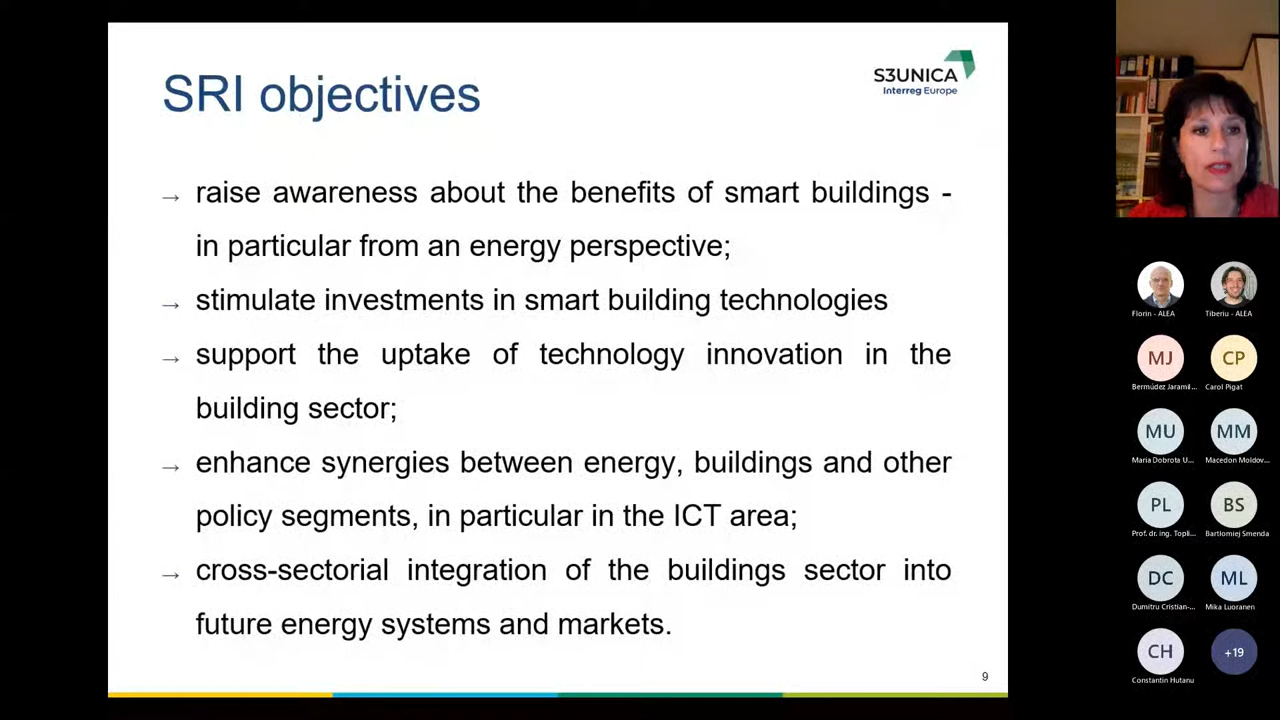 SRI objectives
S3UNICA
Interreg Europe
→ raise awareness about the benefits of smart buildings -
in particular from an energy perspective;
→ stimulate investments in smart building technologies
→ support the uptake of technology innovation in the
building sector;
→ enhance synergies between energy, buildings and other
policy segments, in particular in the ICT area;
→ cross-sectorial integration of the buildings sector into
future energy systems and markets.
9
Florin - ALEA
Tiberiu - ALEA
MJ
CP
Bermúdez Jaramil...
Carol Pigat
MU
MM
Maria Dobrota U...
Macedon Moldov...
PL
BS
Prof. dr. ing. Topli...
Bartłomiej Smenda
DC
ML
Dumitru Cristian-...
Mika Luoranen
CH
+19
Constantin Hutanu